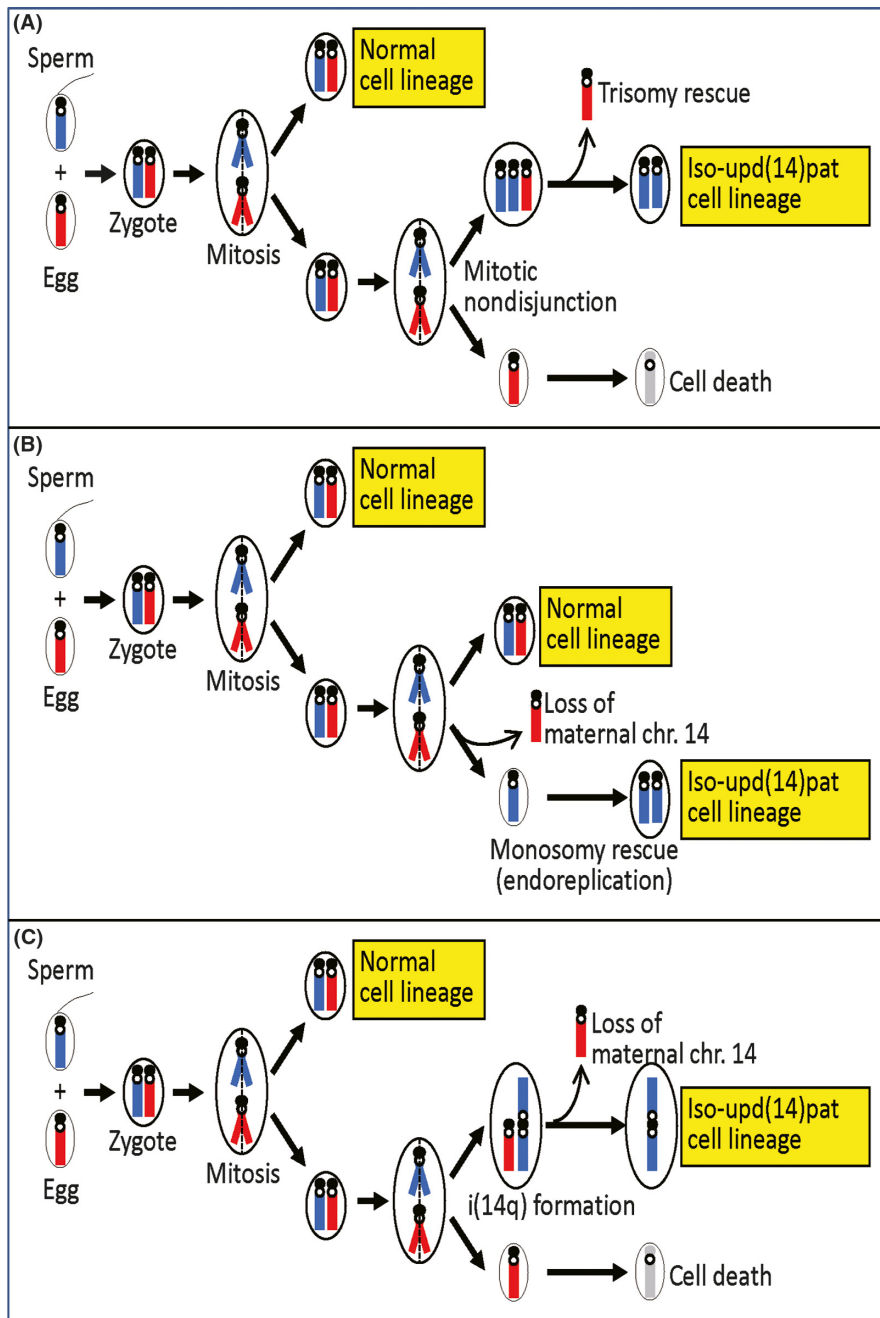 (A)
Sperm
+
Egg
Zygote
Mitosis
Normal
cell lineage
Mitotic
nondisjunction
Trisomy rescue
Iso-upd(14)pat
cell lineage
Cell death
(B)
Sperm
+
Egg
Zygote
Mitosis
Normal
cell lineage
Normal
cell lineage
Loss of
maternal chr. 14
Iso-upd(14)pat
cell lineage
Monosomy rescue
(endoreplication)
(C)
Sperm
+
Egg
Zygote
Mitosis
Normal
cell lineage
Loss of
maternal chr. 14
Iso-upd(14)pat
cell lineage
i(14q) formation
Cell death